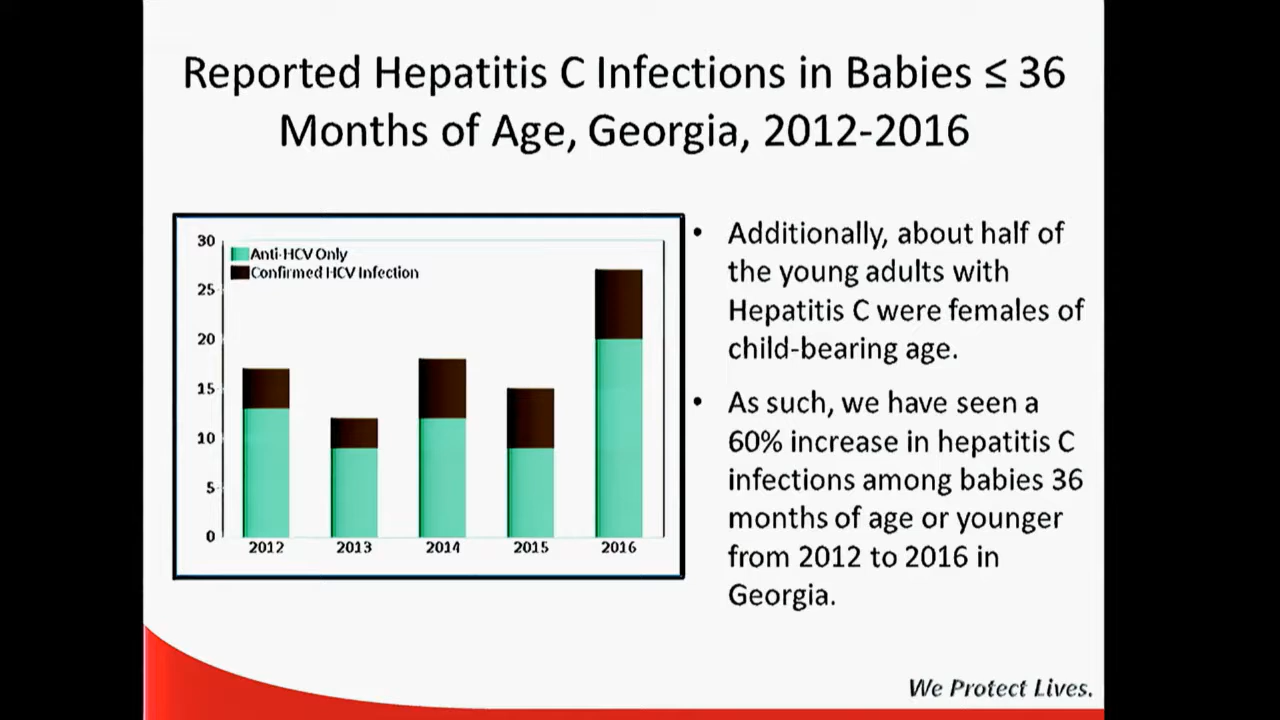 Reported Hepatitis C Infections in Babies ≤ 36
Months of Age, Georgia, 2012-2016
30
25
20
15
10
5
0
Anti-HCV Only
Confirmed HCV Infection
2012
2013
2014
2015
2016
• Additionally, about half of
the young adults with
Hepatitis C were females of
child-bearing age.
• As such, we have seen a
60% increase in hepatitis C
infections among babies 36
months of age or younger
from 2012 to 2016 in
Georgia.
We Protect Lives.